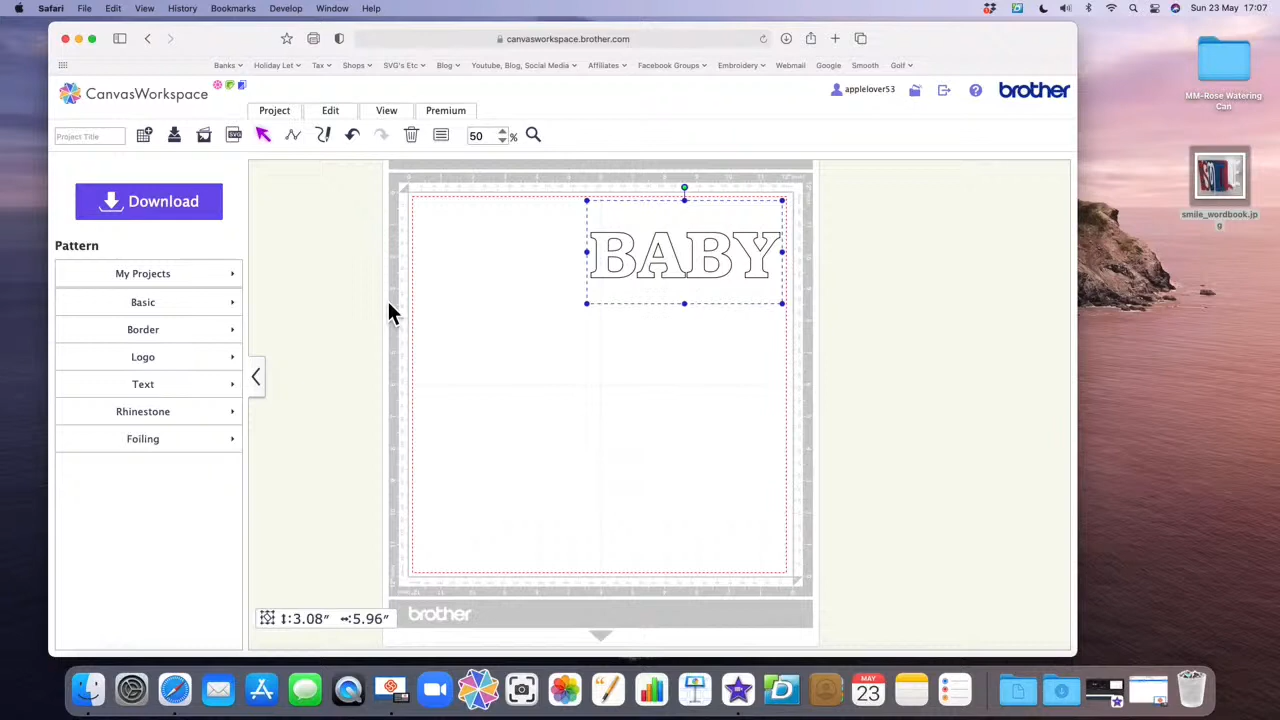 Safari File Edit View History Bookmarks Develop Window Help Sun 23 May 17:07
canvasworkspace.brother.com
Banks Holiday Let Tax Shops SVG's Etc Blog Youtube, Blog, Social Media Affiliates Facebook Groups Embroidery Webmail Google Smooth Golf
CanvasWorkspace
applelover53
brother
Project Edit View Premium
Project Title
SVG
50 %
Download
Pattern
My Projects
Basic
Border
Logo
Text
Rhinestone
Foiling
BABY
3.08" 5.96"
brother
MM-Rose Watering
Can
smile_wordbook.jp
g
MAY
23